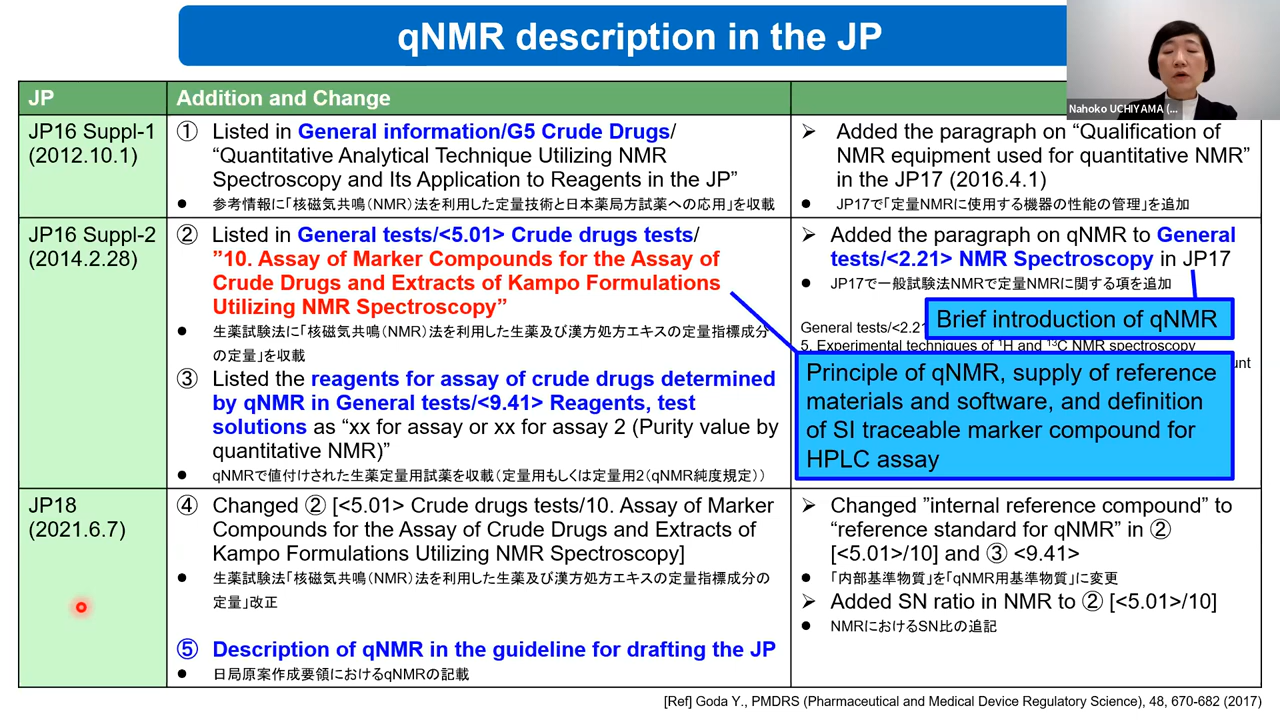 qNMR description in the JP
Nahoko UCHIYAMA (...
JP
Addition and Change
JP16 Suppl-1
(2012.10.1)
① Listed in General information/G5 Crude Drugs/
“Quantitative Analytical Technique Utilizing NMR
Spectroscopy and Its Application to Reagents in the JP”
● 参考情報に「核磁気共鳴(NMR)法を利用した定量技術と日本薬局方試薬への応用」を収載
➢ Added the paragraph on “Qualification of
NMR equipment used for quantitative NMR”
in the JP17 (2016.4.1)
● JP17で「定量NMRに使用する機器の性能の管理」を追加
JP16 Suppl-2
(2014.2.28)
② Listed in General tests/<5.01> Crude drugs tests/
”10. Assay of Marker Compounds for the Assay of
Crude Drugs and Extracts of Kampo Formulations
Utilizing NMR Spectroscopy”
● 生薬試験法に「核磁気共鳴(NMR)法を利用した生薬及び漢方処方エキスの定量指標成分
の定量」を収載
③ Listed the reagents for assay of crude drugs determined
by qNMR in General tests/<9.41> Reagents, test
solutions as “xx for assay or xx for assay 2 (Purity value by
quantitative NMR)”
● qNMRで値付けされた生薬定量用試薬を収載(定量用もしくは定量用2(qNMR純度規定))
➢ Added the paragraph on qNMR to General
tests/<2.21> NMR Spectroscopy in JP17
● JP17で一般試験法NMRで定量NMRに関する項を追加
Brief introduction of qNMR
General tests/<2.21
5. Experimental techniques of ¹H and ¹³C NMR spectroscopy
Principle of qNMR, supply of reference
materials and software, and definition
of SI traceable marker compound for
HPLC assay
JP18
(2021.6.7)
④ Changed ② [<5.01> Crude drugs tests/10. Assay of Marker
Compounds for the Assay of Crude Drugs and Extracts of
Kampo Formulations Utilizing NMR Spectroscopy]
● 生薬試験法「核磁気共鳴(NMR)法を利用した生薬及び漢方処方エキスの定量指標成分の
定量」改正
⑤ Description of qNMR in the guideline for drafting the JP
● 日局原案作成要領におけるqNMRの記載
➢ Changed ”internal reference compound” to
“reference standard for qNMR” in ②
[<5.01>/10] and ③ <9.41>
● 「内部基準物質」を「qNMR用基準物質」に変更
➢ Added SN ratio in NMR to ② [<5.01>/10]
● NMRにおけるSN比の追記
[Ref] Goda Y., PMDRS (Pharmaceutical and Medical Device Regulatory Science), 48, 670-682 (2017)